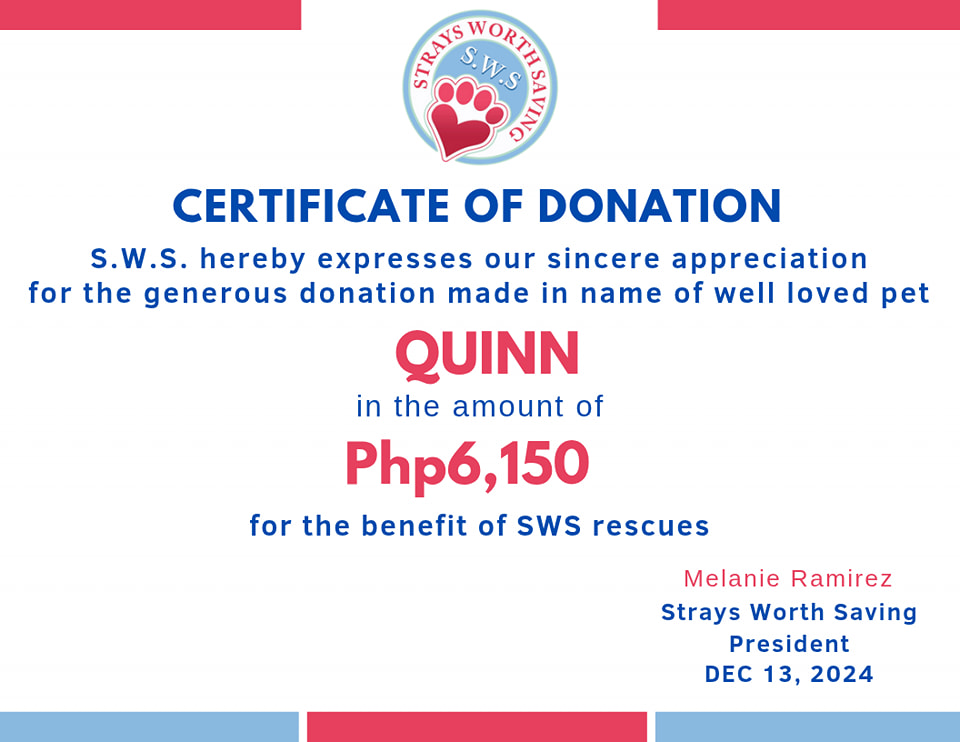 STRAYS WORTH SAVING
S.W.S
CERTIFICATE OF DONATION
S.W.S. hereby expresses our sincere appreciation
for the generous donation made in name of well loved pet
QUINN
in the amount of
Php6,150
for the benefit of SWS rescues
Melanie Ramirez
Strays Worth Saving
President
DEC 13, 2024